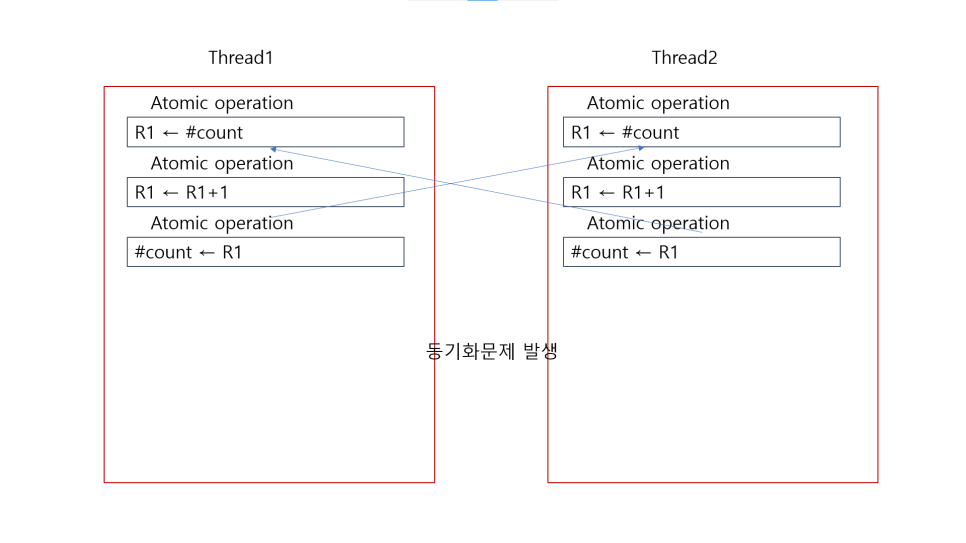 Thread1
Atomic operation
R1 ← #count
Atomic operation
R1 ← R1+1
Atomic operation
#count ← R1
Thread2
Atomic operation
R1 ← #count
Atomic operation
R1 ← R1+1
Atomic operation
#count ← R1
동기화문제 발생